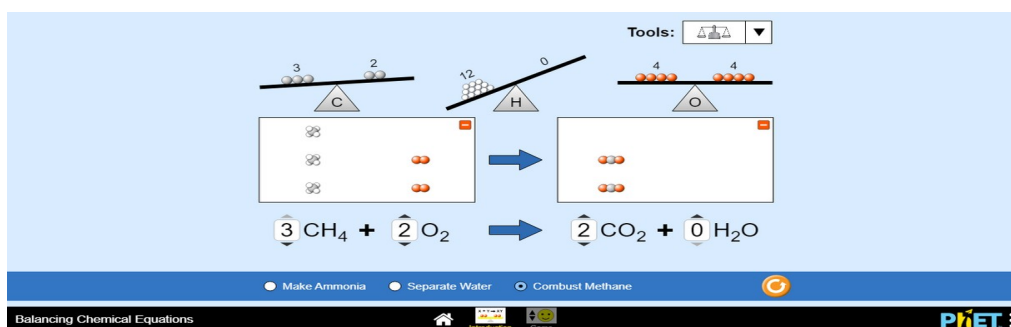 Tools:
3 2 12 0 4 4
C H O
3 CH₄ + 2 O₂ 2 CO₂ + 0 H₂O
Make Ammonia Separate Water Combust Methane
Balancing Chemical Equations PhET